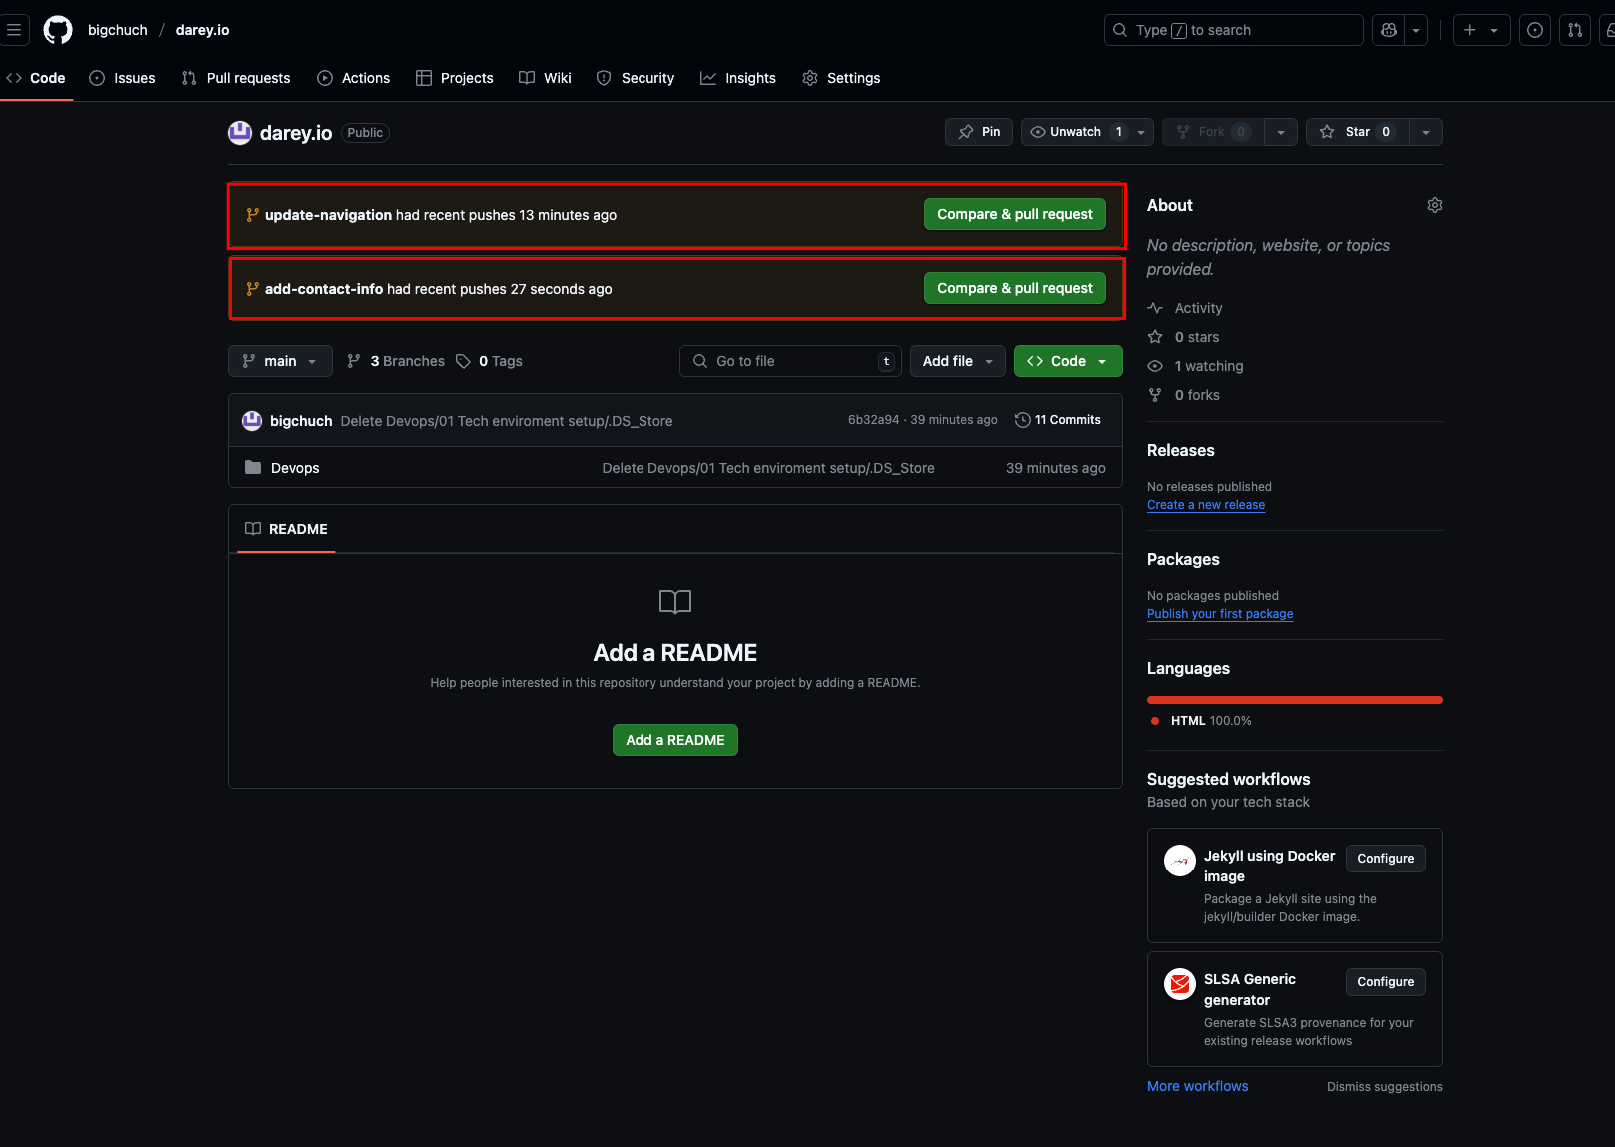 bigchuch / darey.io
Type / to search
Code Issues Pull requests Actions Projects Wiki Security Insights Settings
darey.io Public
Pin Unwatch 1 Fork 0 Star 0
update-navigation had recent pushes 13 minutes ago
Compare & pull request
add-contact-info had recent pushes 27 seconds ago
Compare & pull request
main 3 Branches 0 Tags
Go to file t
Add file
<> Code
bigchuch Delete Devops/01 Tech enviroment setup/.DS_Store
6b32a94 · 39 minutes ago
11 Commits
Devops Delete Devops/01 Tech enviroment setup/.DS_Store 39 minutes ago
README
Add a README
Help people interested in this repository understand your project by adding a README.
Add a README
About
No description, website, or topics
provided.
Activity
0 stars
1 watching
0 forks
Releases
No releases published
Create a new release
Packages
No packages published
Publish your first package
Languages
HTML 100.0%
Suggested workflows
Based on your tech stack
Jekyll using Docker
image
Configure
Package a Jekyll site using the
jekyll/builder Docker image.
SLSA Generic
generator
Configure
Generate SLSA3 provenance for your
existing release workflows
More workflows
Dismiss suggestions